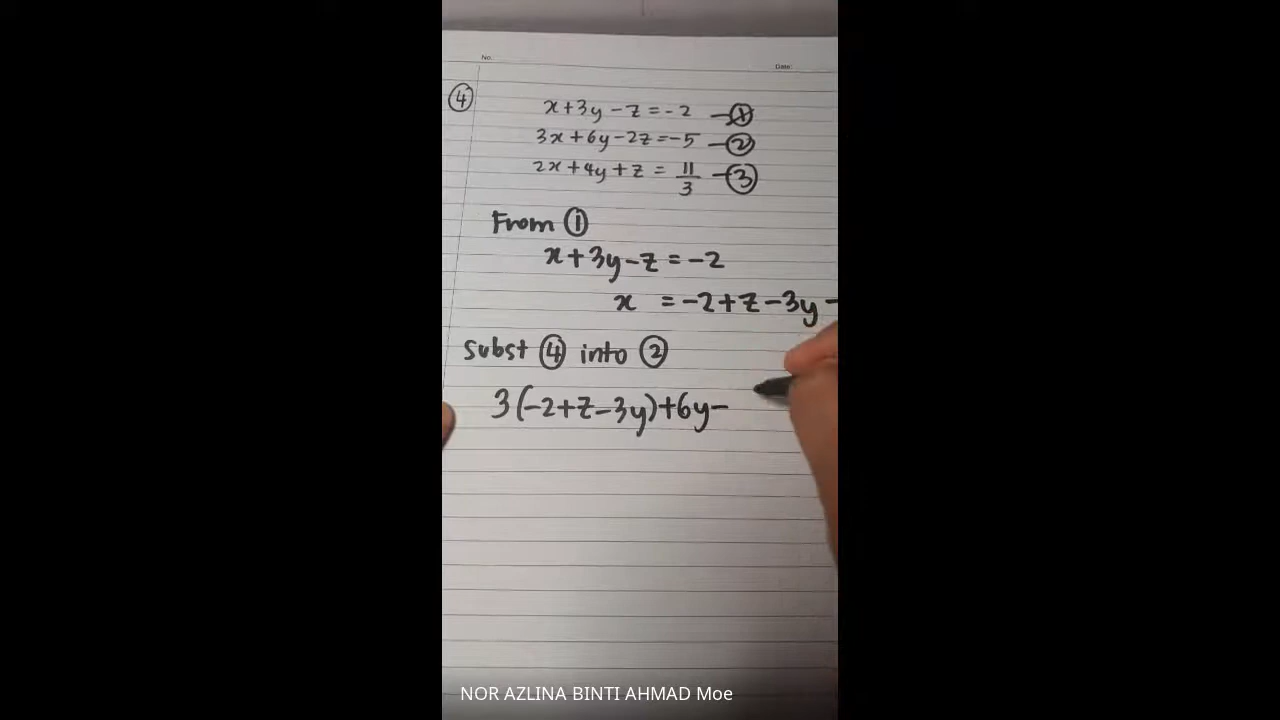 No.
Date:
④
x+3y-z=-2 —①
3x+6y-2z=-5 —②
2x+4y+z = 11/3 —③
From ①
x+3y-z=-2
x = -2+z-3y -
subst ④ into ②
3(-2+z-3y)+6y-
NOR AZLINA BINTI AHMAD Moe